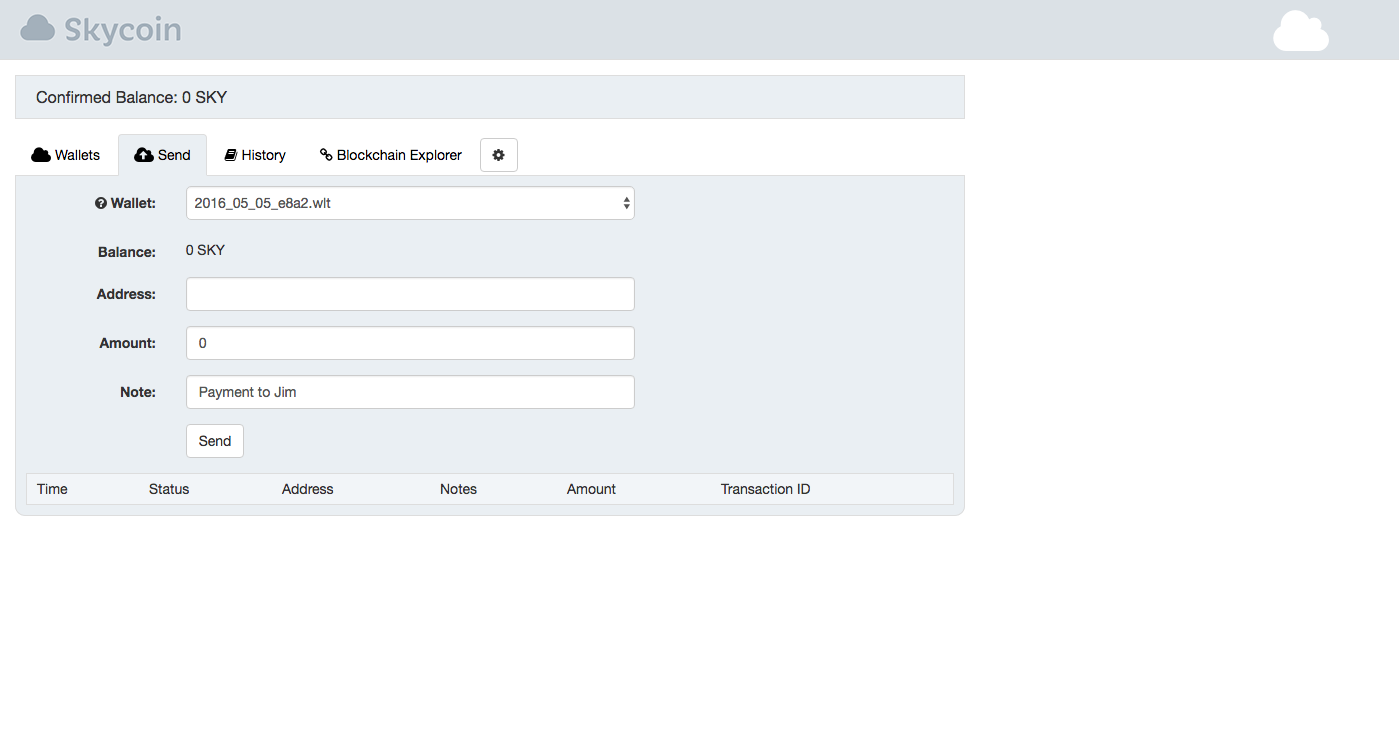 Skycoin
Confirmed Balance: 0 SKY
Wallets Send History Blockchain Explorer
Wallet: 2016_05_05_e8a2.wlt
Balance: 0 SKY
Address:
Amount: 0
Note: Payment to Jim
Send
Time Status Address Notes Amount Transaction ID